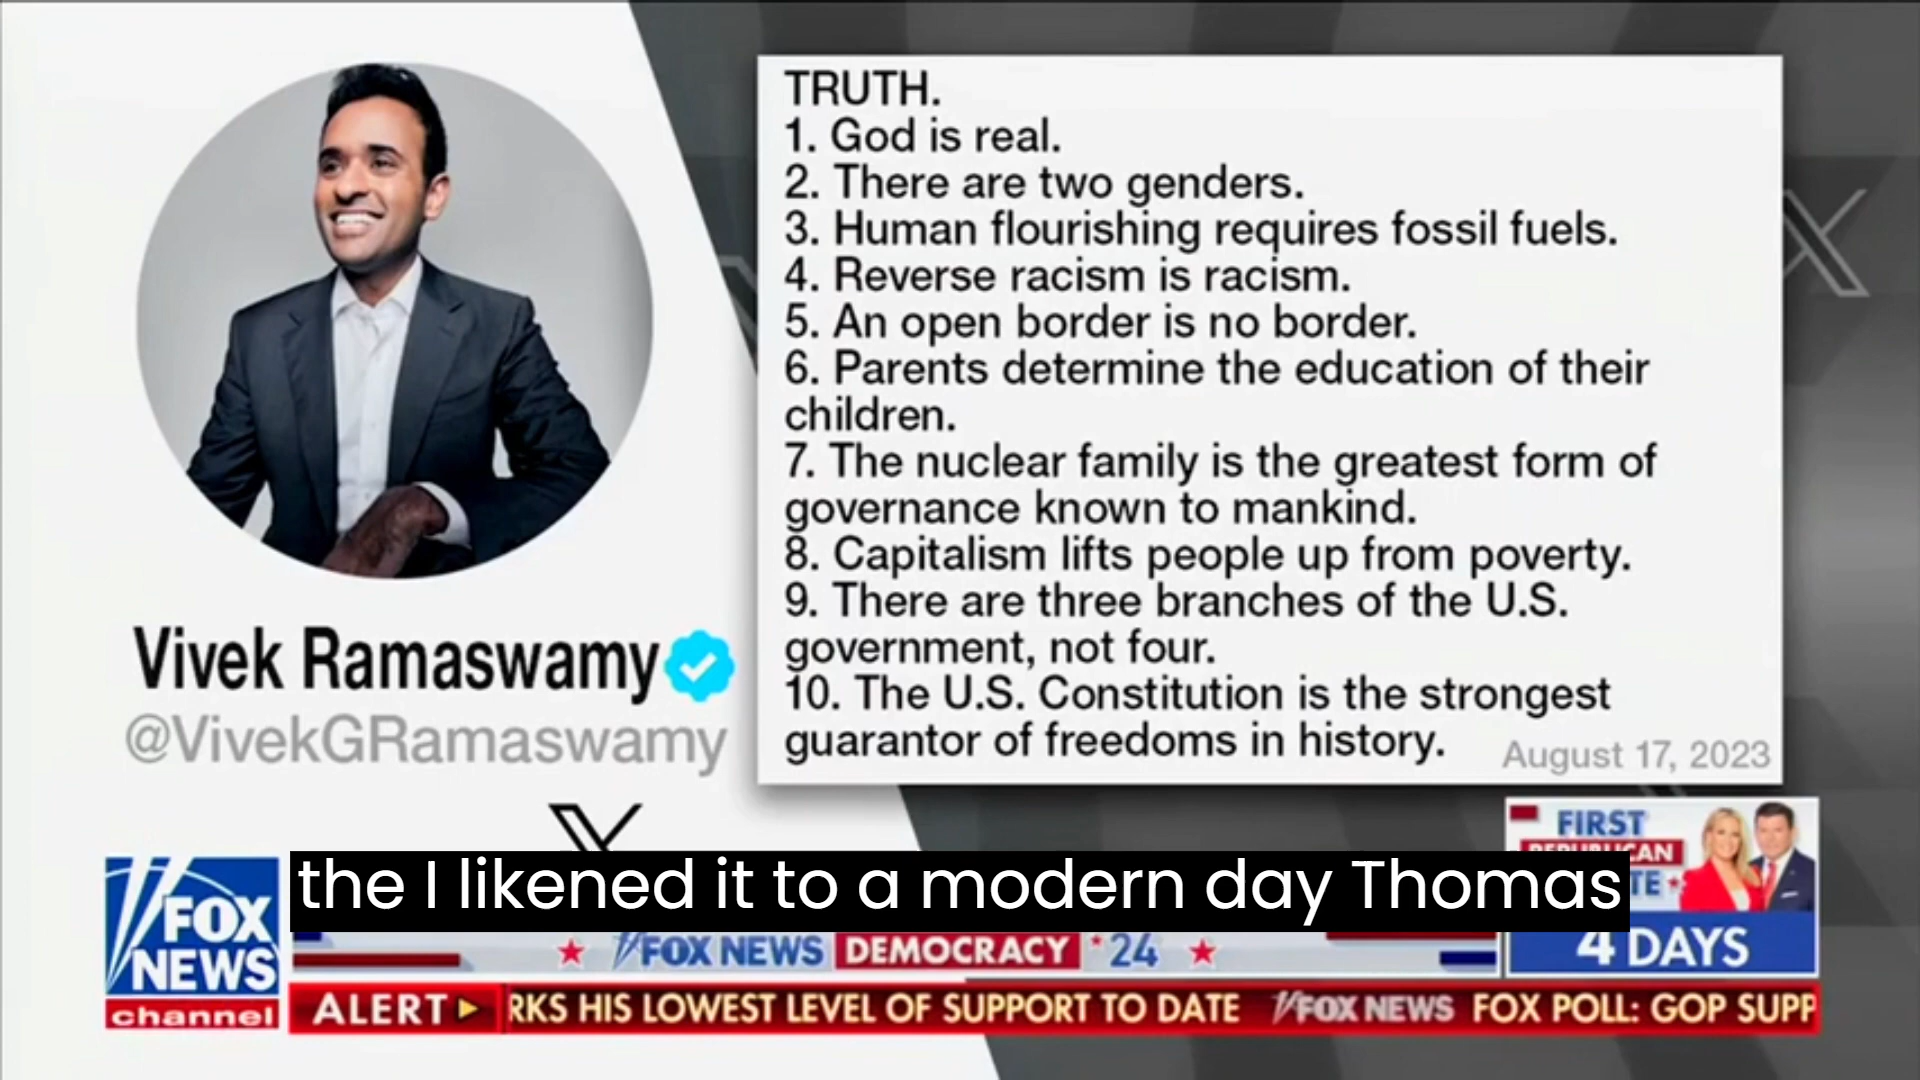 TRUTH.
1. God is real.
2. There are two genders.
3. Human flourishing requires fossil fuels.
4. Reverse racism is racism.
5. An open border is no border.
6. Parents determine the education of their
children.
7. The nuclear family is the greatest form of
governance known to mankind.
8. Capitalism lifts people up from poverty.
9. There are three branches of the U.S.
government, not four.
10. The U.S. Constitution is the strongest
guarantor of freedoms in history.
August 17, 2023
Vivek Ramaswamy
@VivekGRamaswamy
the I likened it to a modern day Thomas
FIRST
4 DAYS
FOX
NEWS
channel
FOX NEWS DEMOCRACY '24
ALERT RKS HIS LOWEST LEVEL OF SUPPORT TO DATE FOX NEWS FOX POLL: GOP SUPP